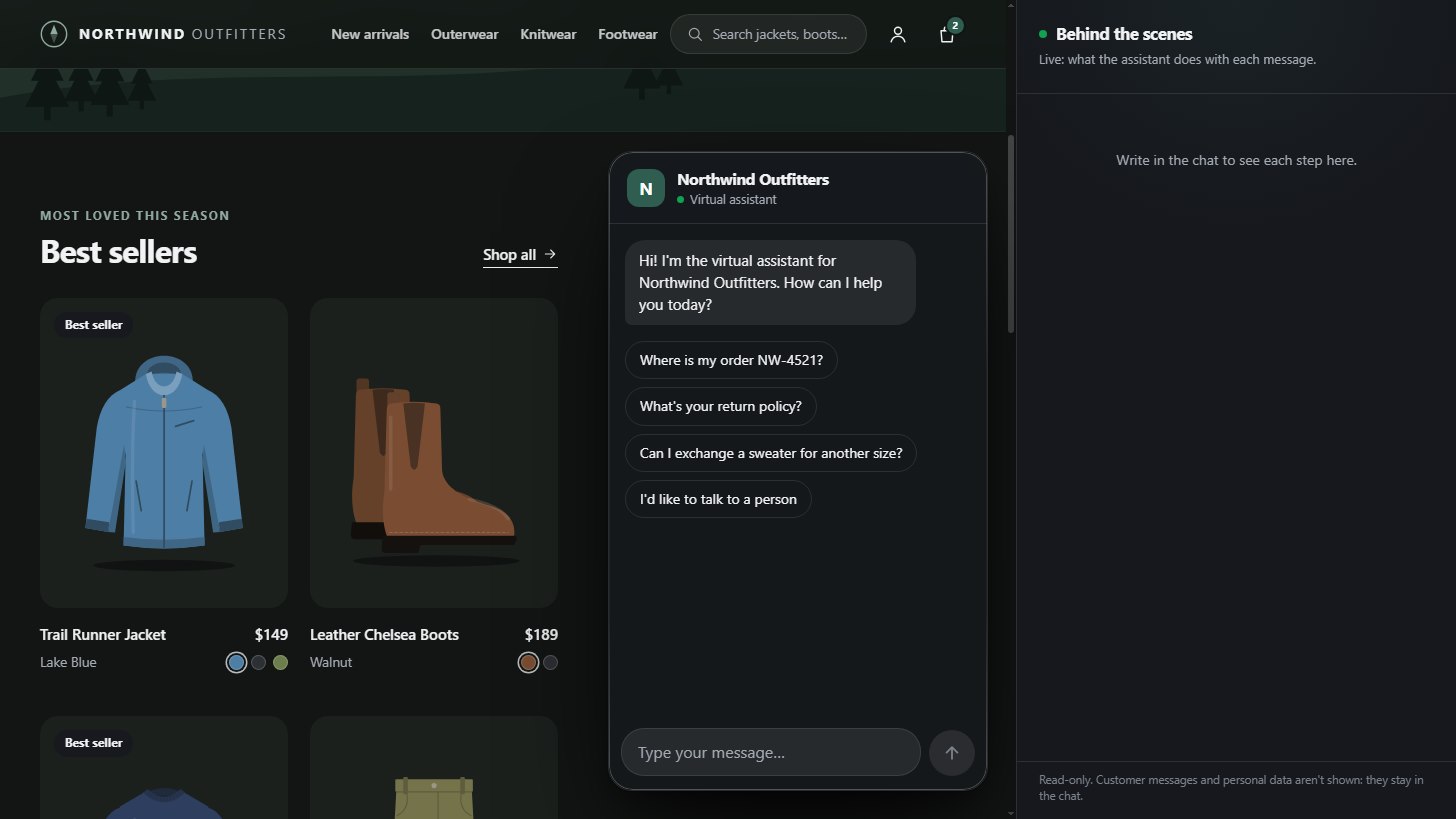 NORTHWIND OUTFITTERS
New arrivals
Outerwear
Knitwear
Footwear
Search jackets, boots...
2
MOST LOVED THIS SEASON
Best sellers
Shop all →
Best seller
Trail Runner Jacket
$149
Lake Blue
Leather Chelsea Boots
$189
Walnut
Best seller
N
Northwind Outfitters
Virtual assistant
Hi! I'm the virtual assistant for
Northwind Outfitters. How can I help
you today?
Where is my order NW-4521?
What's your return policy?
Can I exchange a sweater for another size?
I'd like to talk to a person
Type your message...
Behind the scenes
Live: what the assistant does with each message.
Write in the chat to see each step here.
Read-only. Customer messages and personal data aren't shown: they stay in
the chat.